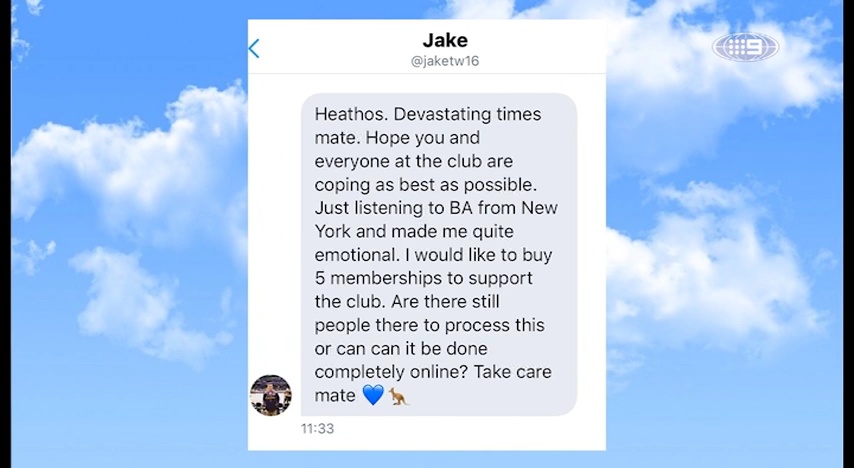 Jake
@jaketw16
9
Heathos. Devastating times
mate. Hope you and
everyone at the club are
coping as best as possible.
Just listening to BA from New
York and made me quite
emotional. I would like to buy
5 memberships to support
the club. Are there still
people there to process this
or can can it be done
completely online? Take care
mate 💙🦘
11:33